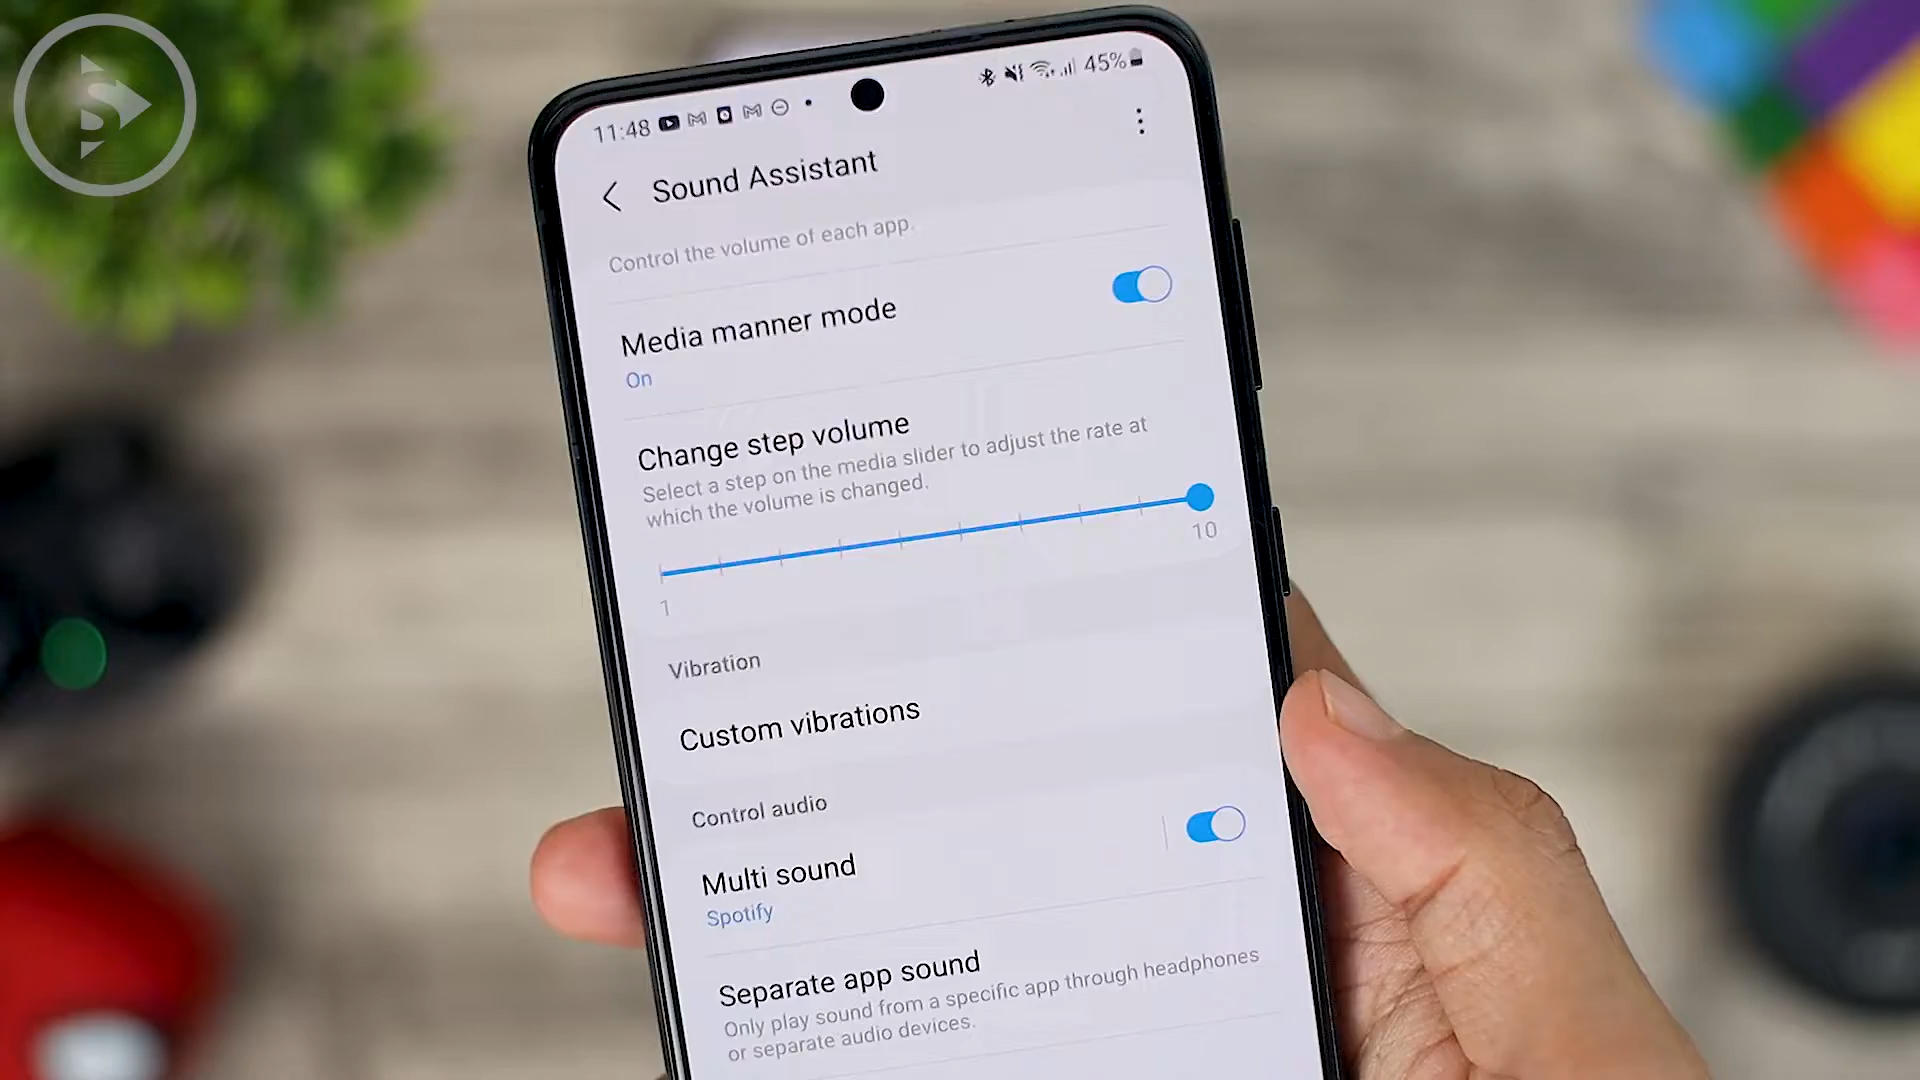 11:48
45%
Sound Assistant
Control the volume of each app.
Media manner mode
On
Change step volume
Select a step on the media slider to adjust the rate at
which the volume is changed.
1
10
Vibration
Custom vibrations
Control audio
Multi sound
Spotify
Separate app sound
Only play sound from a specific app through headphones
or separate audio devices.
S